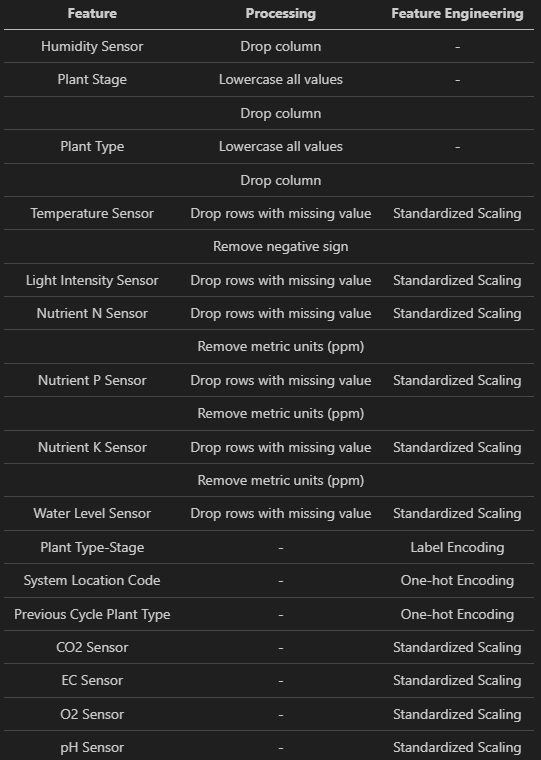 Feature Processing Feature Engineering
Humidity Sensor Drop column -
Plant Stage Lowercase all values -
Drop column
Plant Type Lowercase all values -
Drop column
Temperature Sensor Drop rows with missing value Standardized Scaling
Remove negative sign
Light Intensity Sensor Drop rows with missing value Standardized Scaling
Nutrient N Sensor Drop rows with missing value Standardized Scaling
Remove metric units (ppm)
Nutrient P Sensor Drop rows with missing value Standardized Scaling
Remove metric units (ppm)
Nutrient K Sensor Drop rows with missing value Standardized Scaling
Remove metric units (ppm)
Water Level Sensor Drop rows with missing value Standardized Scaling
Plant Type-Stage - Label Encoding
System Location Code - One-hot Encoding
Previous Cycle Plant Type - One-hot Encoding
CO2 Sensor - Standardized Scaling
EC Sensor - Standardized Scaling
O2 Sensor - Standardized Scaling
pH Sensor - Standardized Scaling